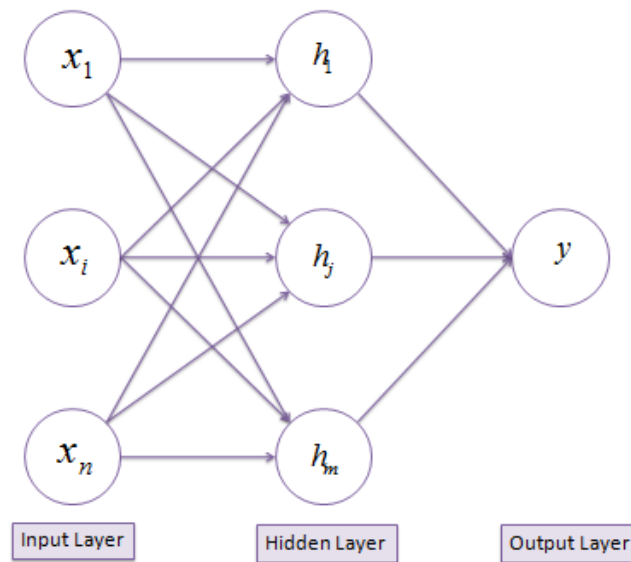 x₁ h₁
xᵢ hⱼ y
xₙ hₘ
Input Layer Hidden Layer Output Layer